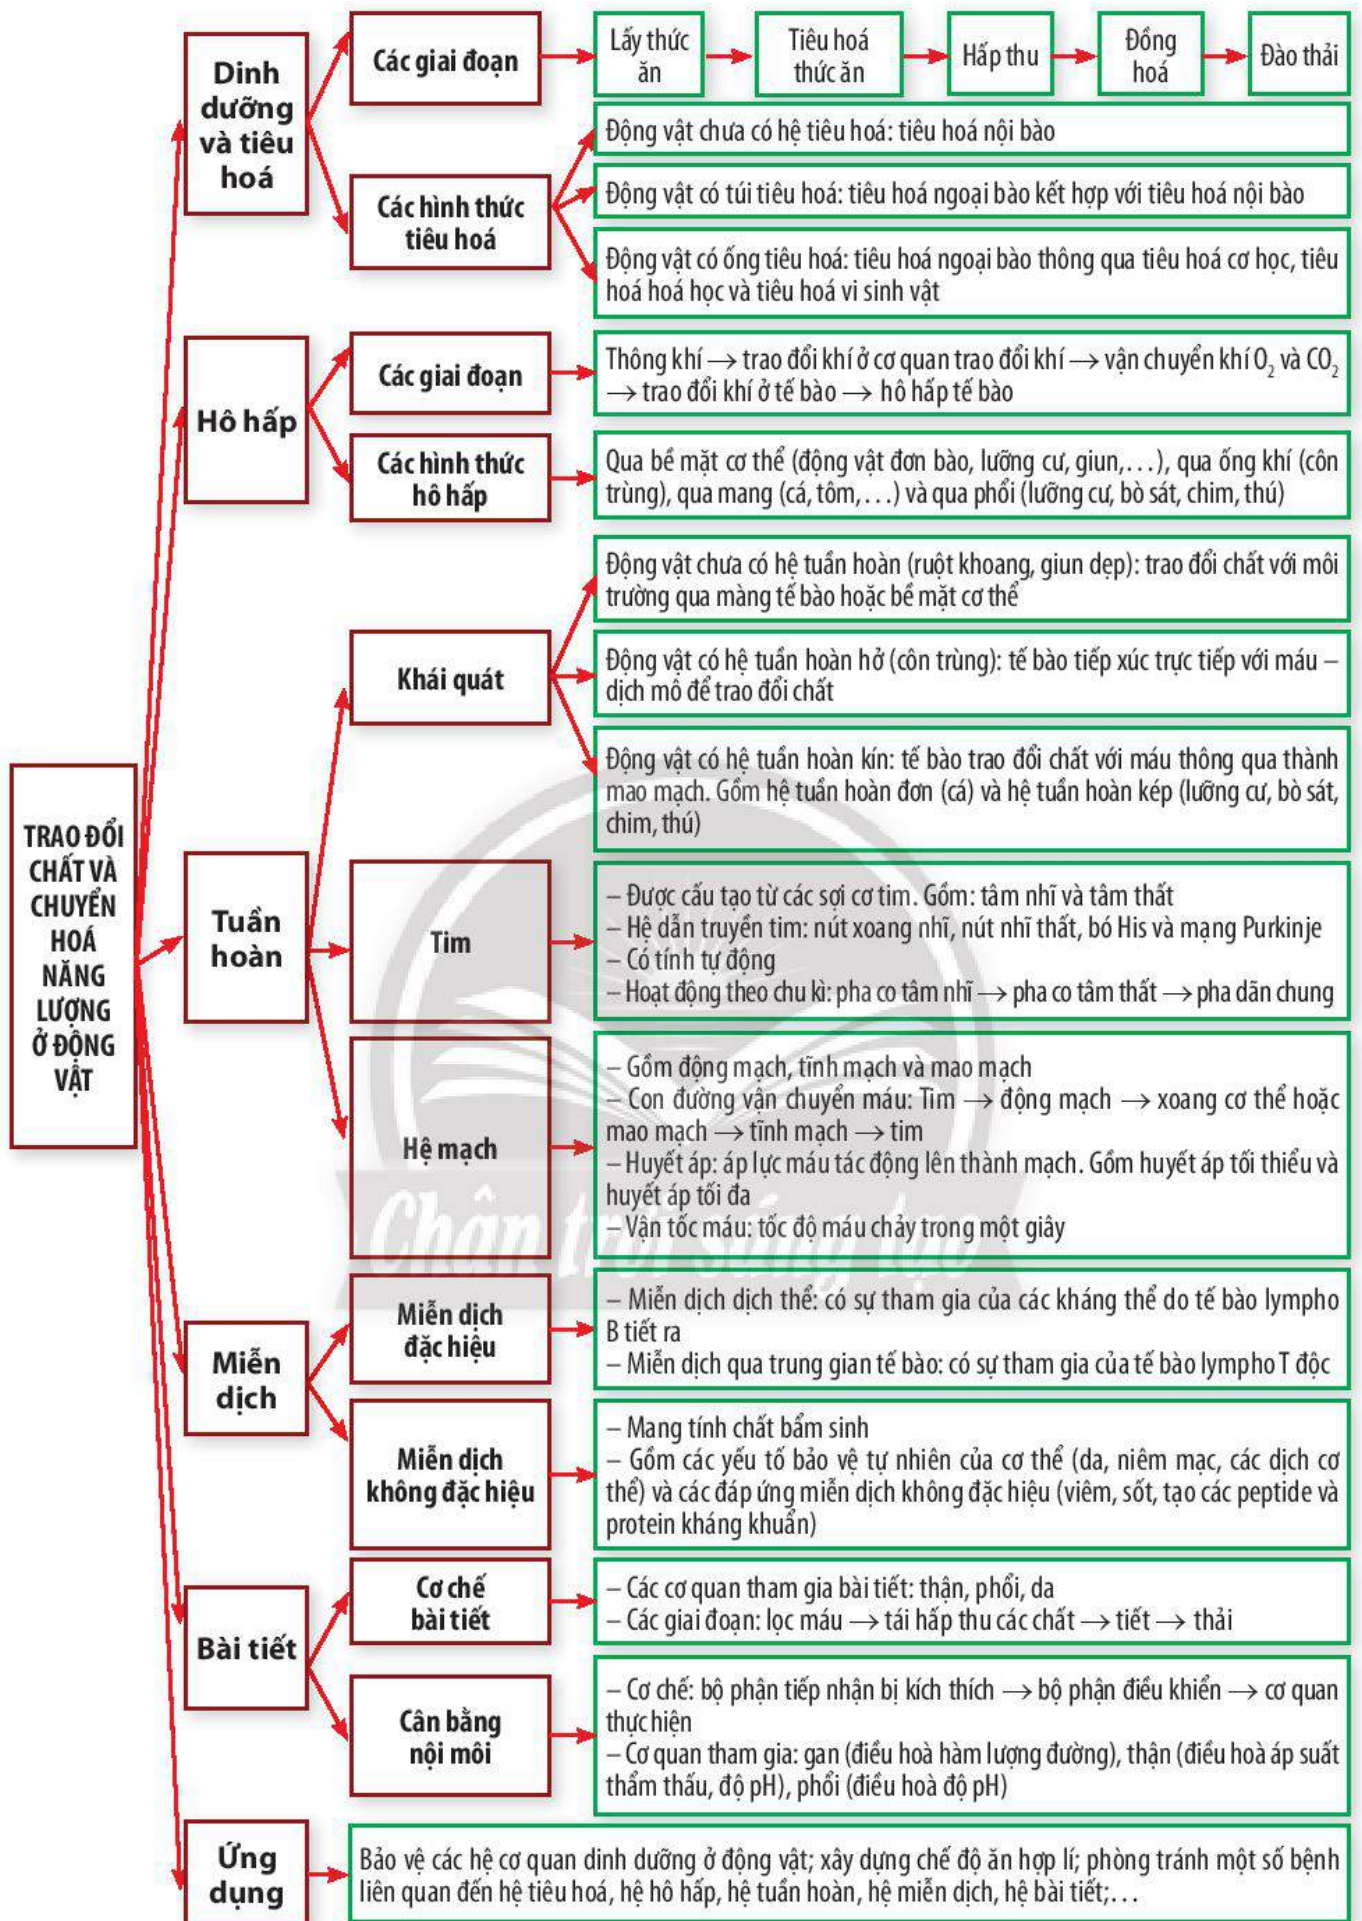 Dinh
dưỡng
và tiêu
hoá
Các giai đoạn
Lấy thức
ăn
Tiêu hoá
thức ăn
Hấp thu
Đồng
hoá
Đào thải
Các hình thức
tiêu hoá
Động vật chưa có hệ tiêu hoá: tiêu hoá nội bào
Động vật có túi tiêu hoá: tiêu hoá ngoại bào kết hợp với tiêu hoá nội bào
Động vật có ống tiêu hoá: tiêu hoá ngoại bào thông qua tiêu hoá cơ học, tiêu
hoá hoá học và tiêu hoá vi sinh vật
Hô hấp
Các giai đoạn
Thông khí → trao đổi khí ở cơ quan trao đổi khí → vận chuyển khí O₂ và CO₂
→ trao đổi khí ở tế bào → hô hấp tế bào
Các hình thức
hô hấp
Qua bề mặt cơ thể (động vật đơn bào, lưỡng cư, giun,…), qua ống khí (côn
trùng), qua mang (cá, tôm,…) và qua phổi (lưỡng cư, bò sát, chim, thú)
TRAO ĐỔI
CHẤT VÀ
CHUYỂN
HOÁ
NĂNG
LƯỢNG
Ở ĐỘNG
VẬT
Tuần
hoàn
Khái quát
Động vật chưa có hệ tuần hoàn (ruột khoang, giun dẹp): trao đổi chất với môi
trường qua màng tế bào hoặc bề mặt cơ thể
Động vật có hệ tuần hoàn hở (côn trùng): tế bào tiếp xúc trực tiếp với máu –
dịch mô để trao đổi chất
Động vật có hệ tuần hoàn kín: tế bào trao đổi chất với máu thông qua thành
mao mạch. Gồm hệ tuần hoàn đơn (cá) và hệ tuần hoàn kép (lưỡng cư, bò sát,
chim, thú)
Tim
– Được cấu tạo từ các sợi cơ tim. Gồm: tâm nhĩ và tâm thất
– Hệ dẫn truyền tim: nút xoang nhĩ, nút nhĩ thất, bó His và mạng Purkinje
– Có tính tự động
– Hoạt động theo chu kì: pha co tâm nhĩ → pha co tâm thất → pha dãn chung
Hệ mạch
– Gồm động mạch, tĩnh mạch và mao mạch
– Con đường vận chuyển máu: Tim → động mạch → xoang cơ thể hoặc
mao mạch → tĩnh mạch → tim
– Huyết áp: áp lực máu tác động lên thành mạch. Gồm huyết áp tối thiểu và
huyết áp tối đa
– Vận tốc máu: tốc độ máu chảy trong một giây
Chân trời sáng tạo
Miễn
dịch
Miễn dịch
đặc hiệu
– Miễn dịch dịch thể: có sự tham gia của các kháng thể do tế bào lympho
B tiết ra
– Miễn dịch qua trung gian tế bào: có sự tham gia của tế bào lympho T độc
Miễn dịch
không đặc hiệu
– Mang tính chất bẩm sinh
– Gồm các yếu tố bảo vệ tự nhiên của cơ thể (da, niêm mạc, các dịch cơ
thể) và các đáp ứng miễn dịch không đặc hiệu (viêm, sốt, tạo các peptide và
protein kháng khuẩn)
Bài tiết
Cơ chế
bài tiết
– Các cơ quan tham gia bài tiết: thận, phổi, da
– Các giai đoạn: lọc máu → tái hấp thu các chất → tiết → thải
Cân bằng
nội môi
– Cơ chế: bộ phận tiếp nhận bị kích thích → bộ phận điều khiển → cơ quan
thực hiện
– Cơ quan tham gia: gan (điều hoà hàm lượng đường), thận (điều hoà áp suất
thẩm thấu, độ pH), phổi (điều hoà độ pH)
Ứng
dụng
Bảo vệ các hệ cơ quan dinh dưỡng ở động vật; xây dựng chế độ ăn hợp lí; phòng tránh một số bệnh
liên quan đến hệ tiêu hoá, hệ hô hấp, hệ tuần hoàn, hệ miễn dịch, hệ bài tiết;…